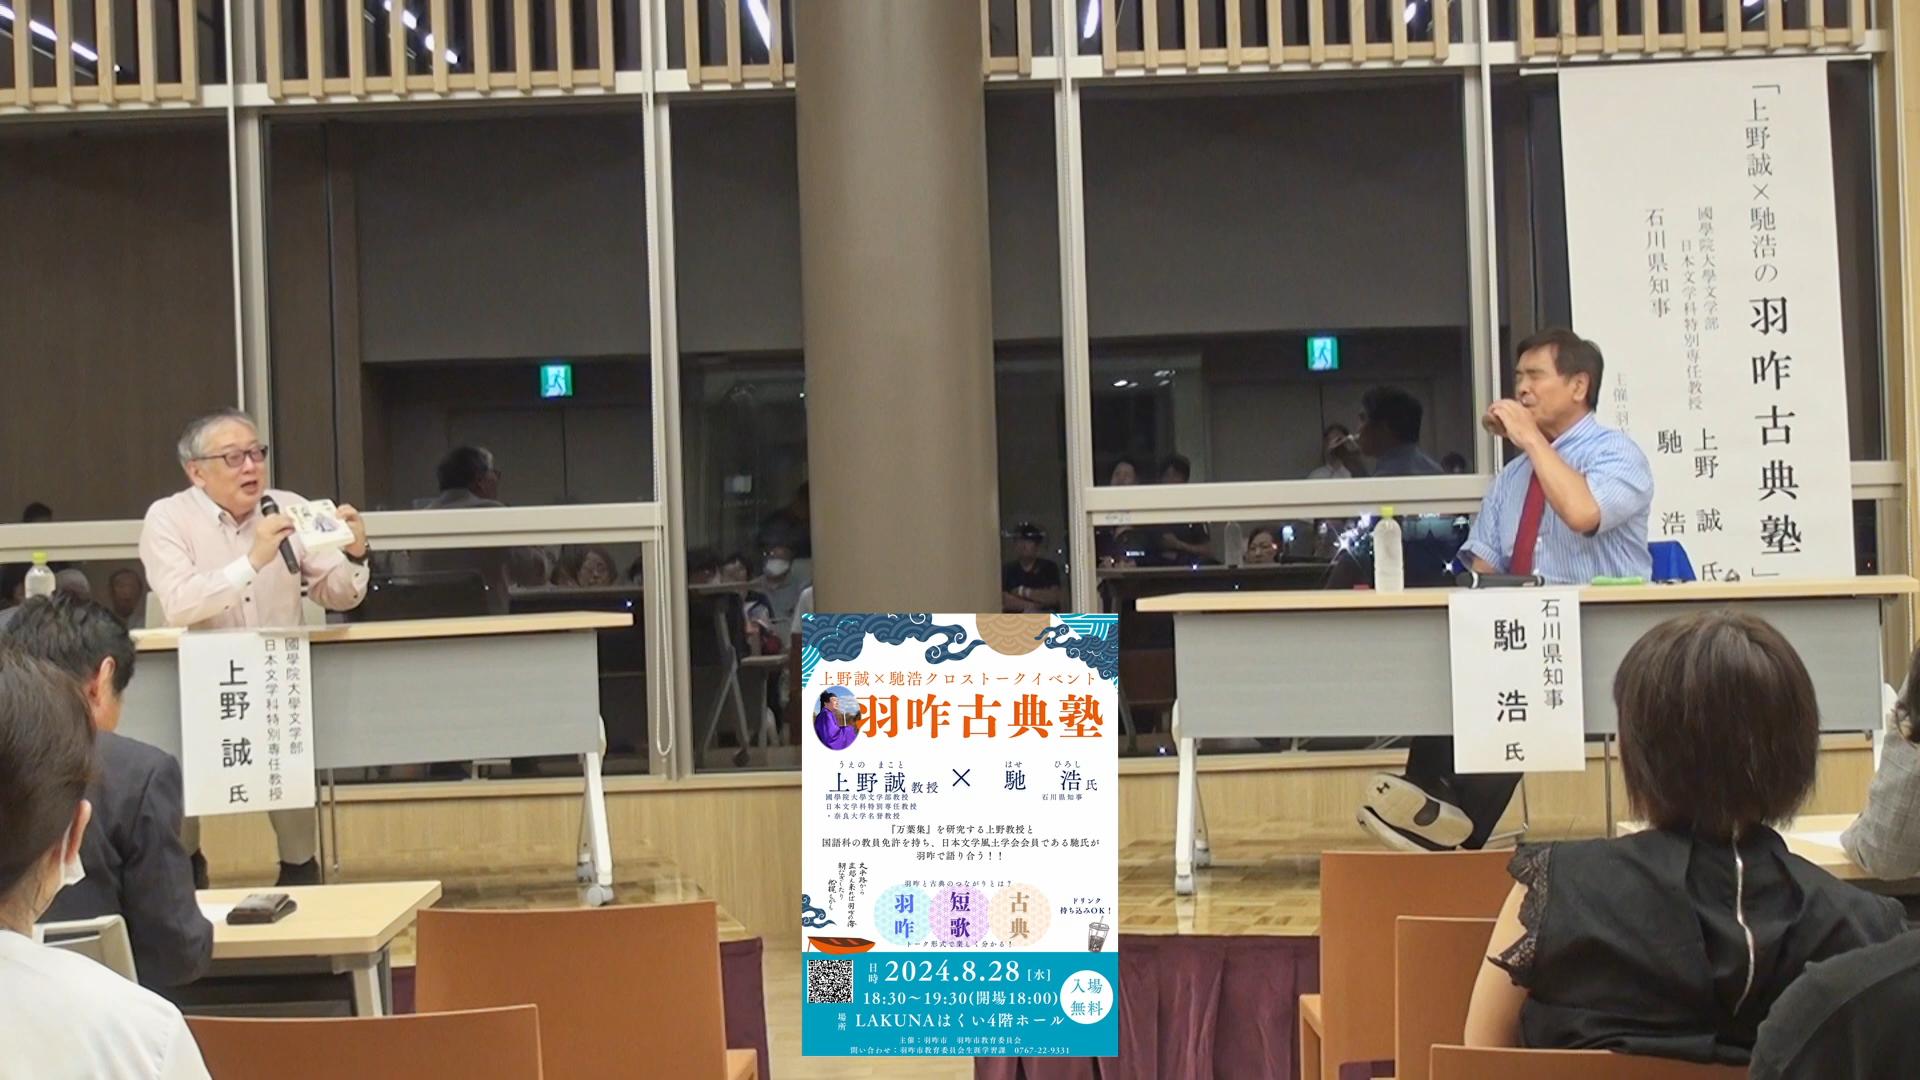 「上野誠×馳浩の羽咋古典塾」
國學院大學文学部
日本文学科特別専任教授
上野 誠 氏
石川県知事
馳 浩
主催:羽
國學院大學文学部
日本文学科特別専任教授
上野 誠 氏
石川県知事
馳 浩 氏
上野誠×馳浩クロストークイベント
羽咋古典塾
うえの まこと
上野誠教授
國學院大學文学部教授
日本文学科特別専任教授
・奈良大学名誉教授
×
はせ ひろし
馳 浩氏
石川県知事
『万葉集』を研究する上野教授と
国語科の教員免許を持ち、日本文学風土学会会員である馳氏が
羽咋で語り合う!!
羽咋と古典のつながりとは?
羽咋
短歌
古典
トーク形式で楽しく分かる!
ドリンク
持ち込みOK!
日時
2024.8.28[水]
18:30〜19:30(開場18:00)
入場
無料
場所
LAKUNAはくい4階ホール
主催:羽咋市 羽咋市教育委員会
問い合わせ:羽咋市教育委員会生涯学習課 0767-22-9331